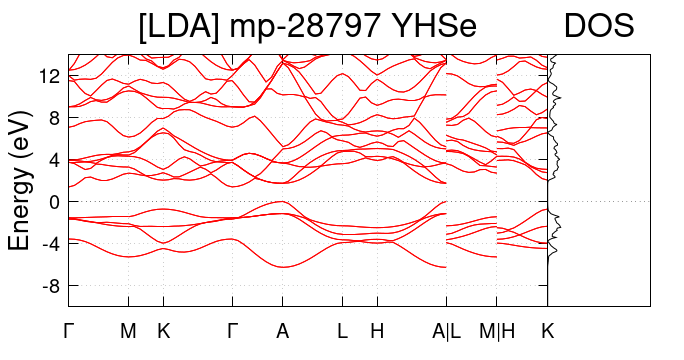 [LDA] mp-28797 YHSe DOS
Energy (eV)
12
8
4
0
-4
-8
Γ M K Γ A L H A|L M|H K